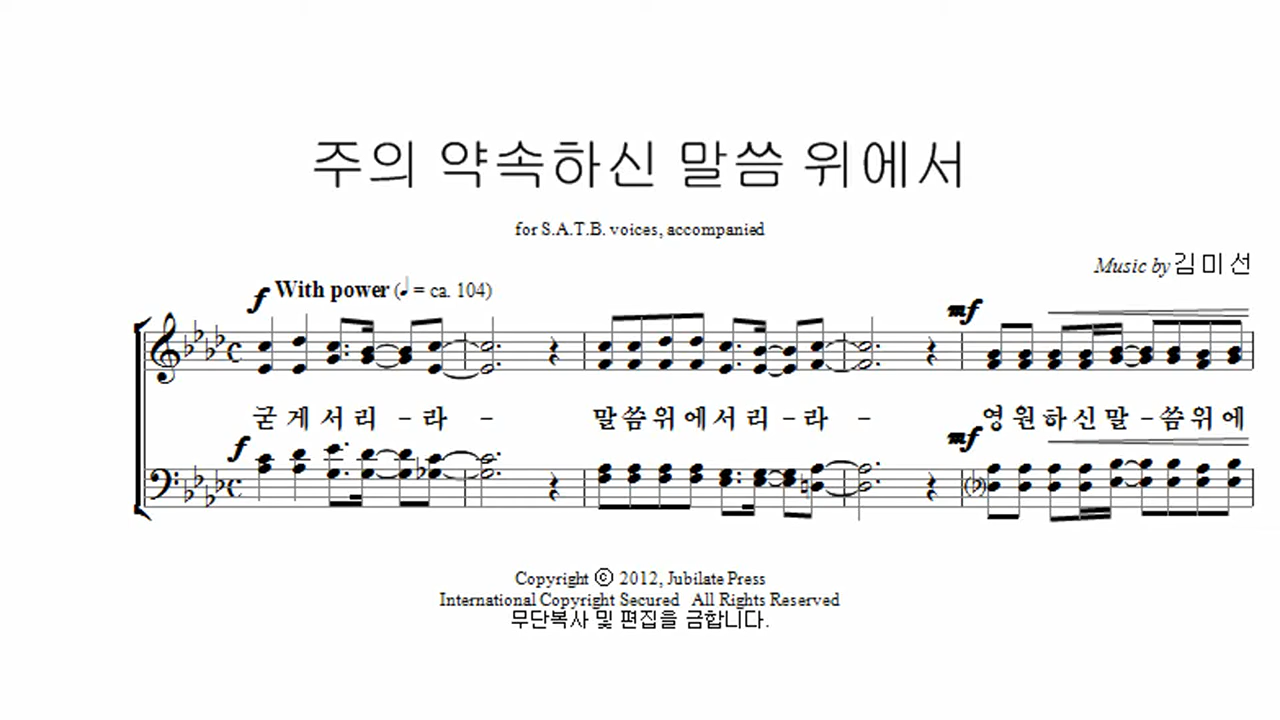 주의 약속하신 말씀 위에서
for S.A.T.B. voices, accompanied
Music by 김 미 선
f With power (♩ = ca. 104) mf
굳 게 서 리 - 라 - 말 씀 위 에 서 리 - 라 - 영 원 하 신 말 - 씀 위 에
f mf
Copyright © 2012, Jubilate Press
International Copyright Secured All Rights Reserved
무단복사 및 편집을 금합니다.